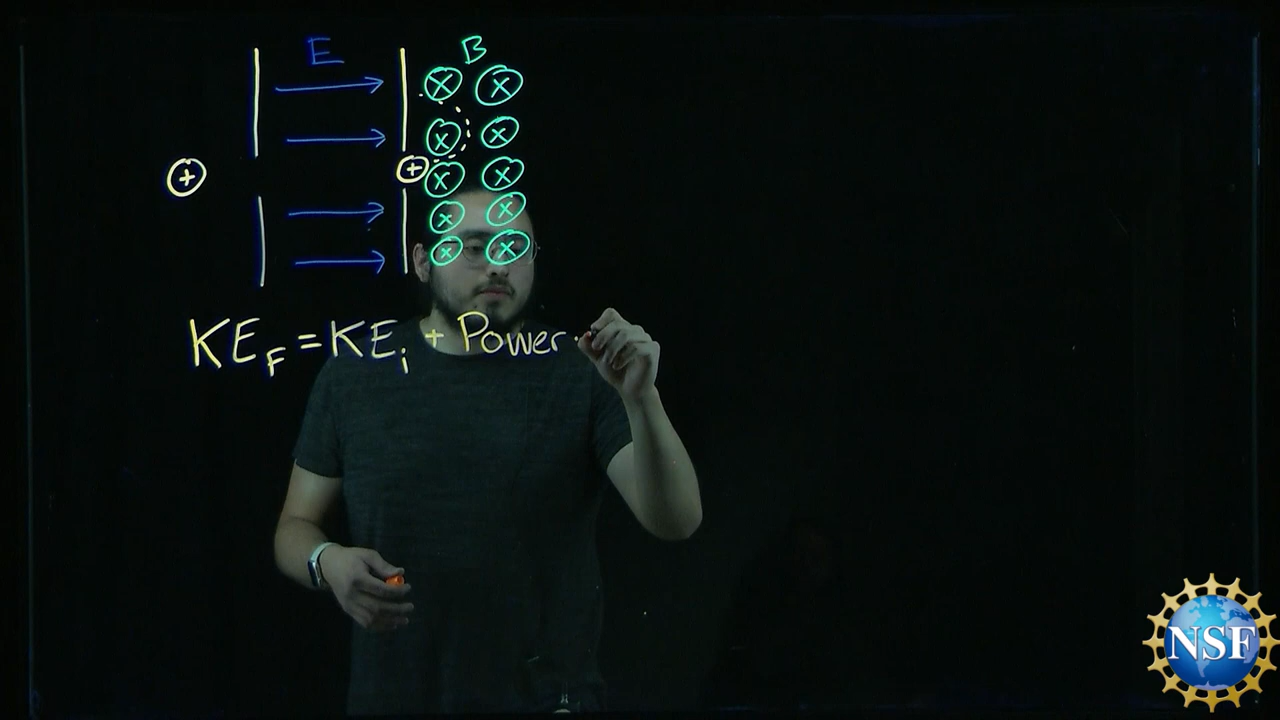 E B
⊗ ⊗
⊗ ⊗
+ + ⊗ ⊗
⊗ ⊗
⊗ ⊗
KE_F = KE_i + Power ·
NSF